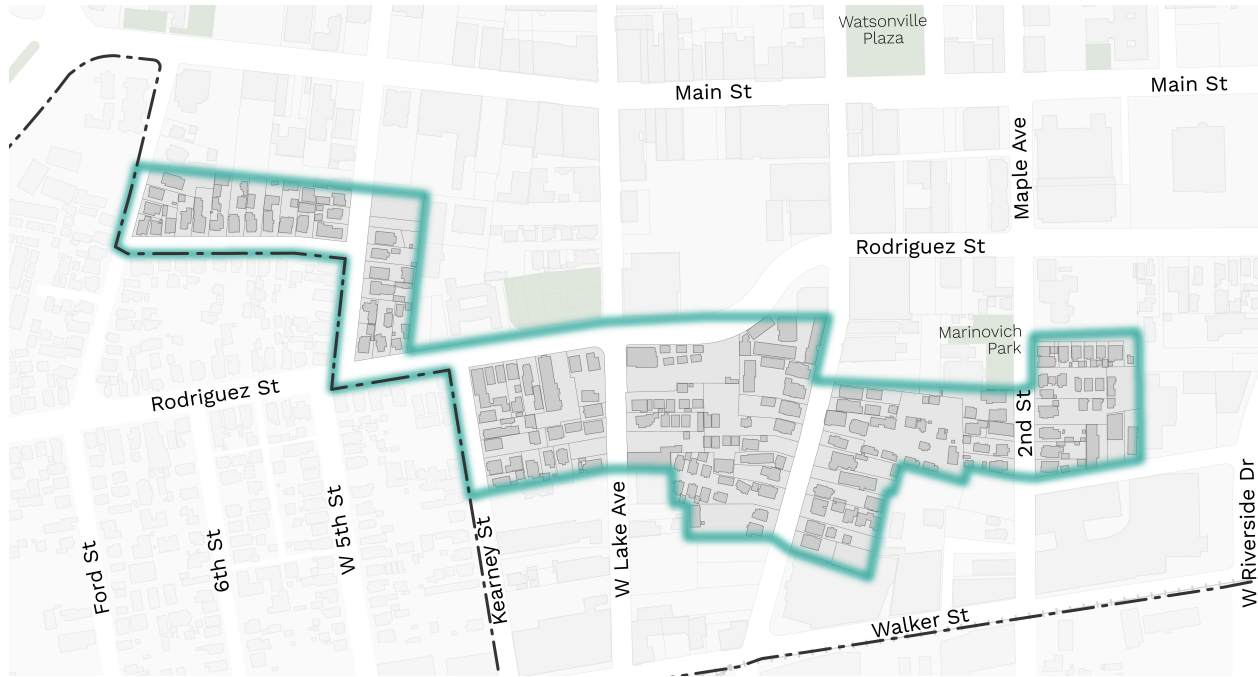 Watsonville
Plaza
Main St
Main St
Maple Ave
Rodriguez St
Marinovich
Park
Rodriguez St
2nd St
Ford St
6th St
W 5th St
Kearney St
W Lake Ave
W Riverside Dr
Walker St